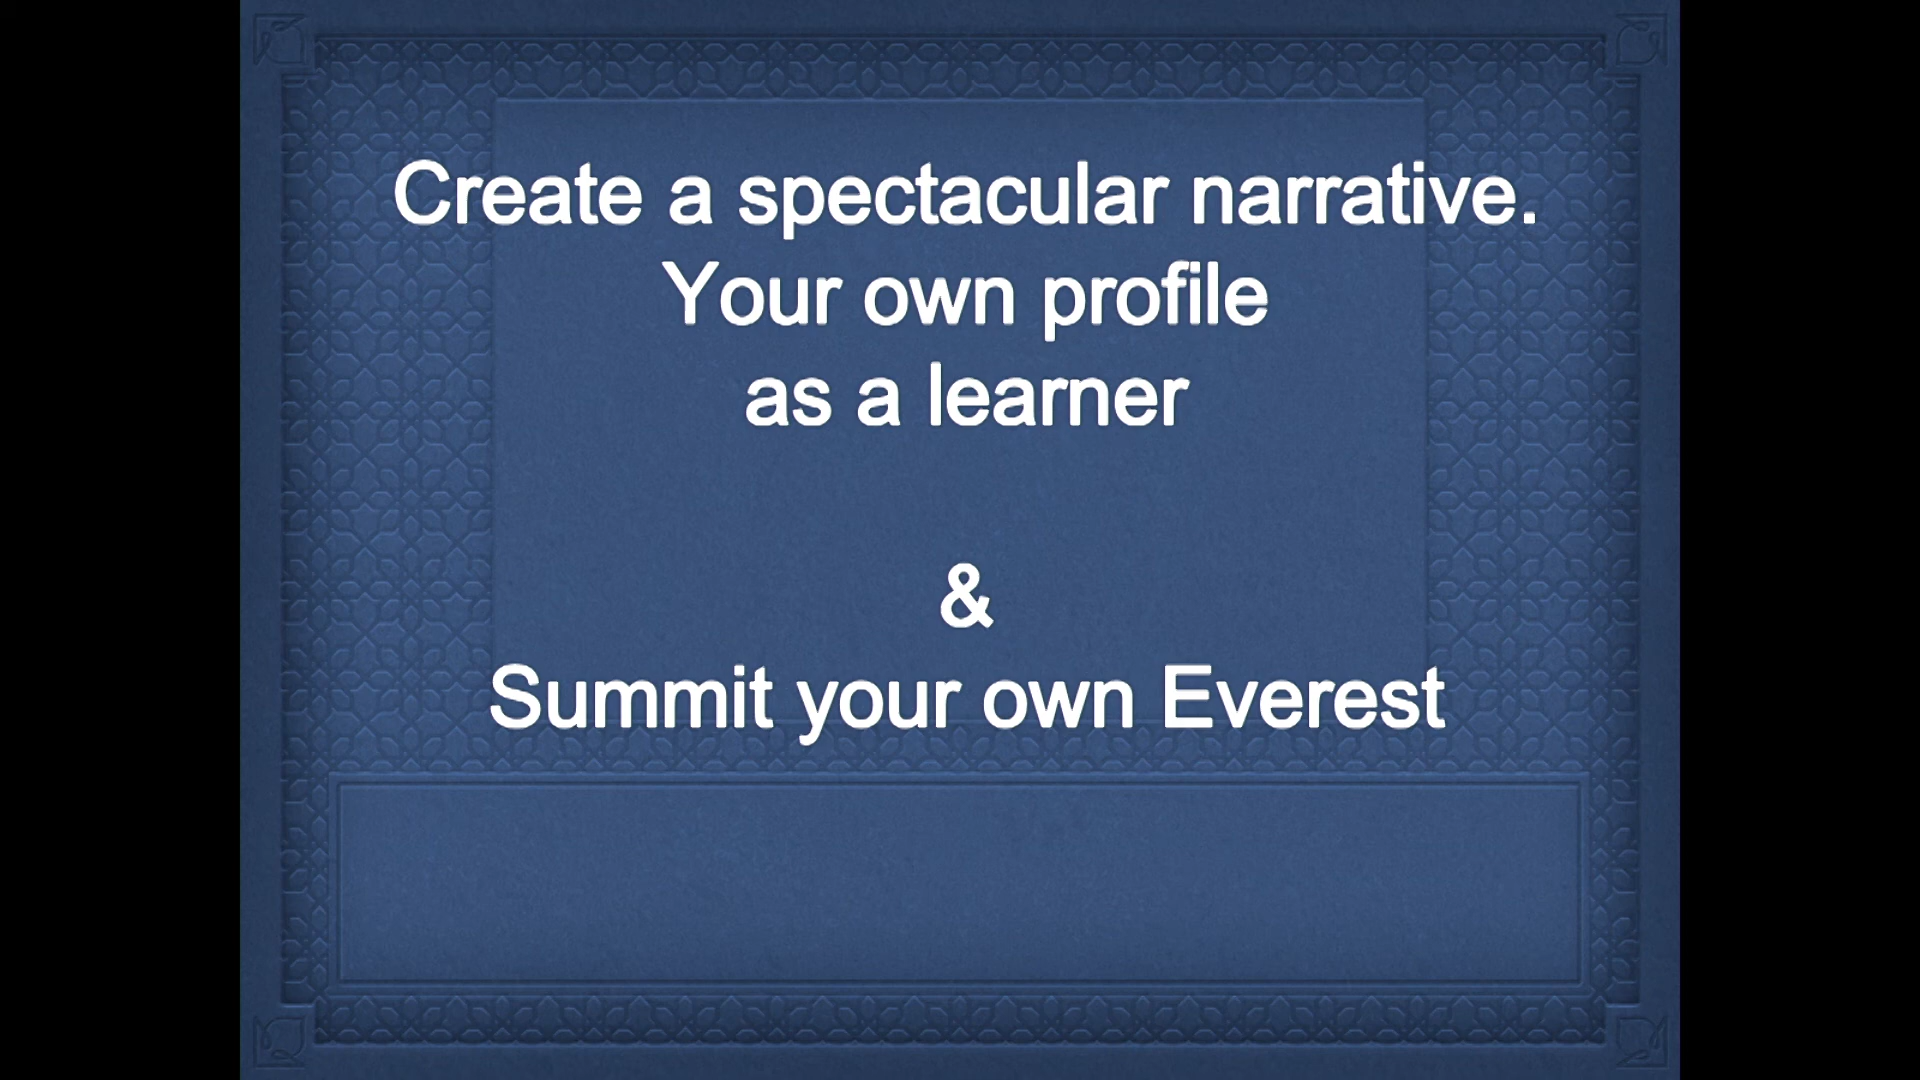 Create a spectacular narrative.
Your own profile
as a learner
&
Summit your own Everest